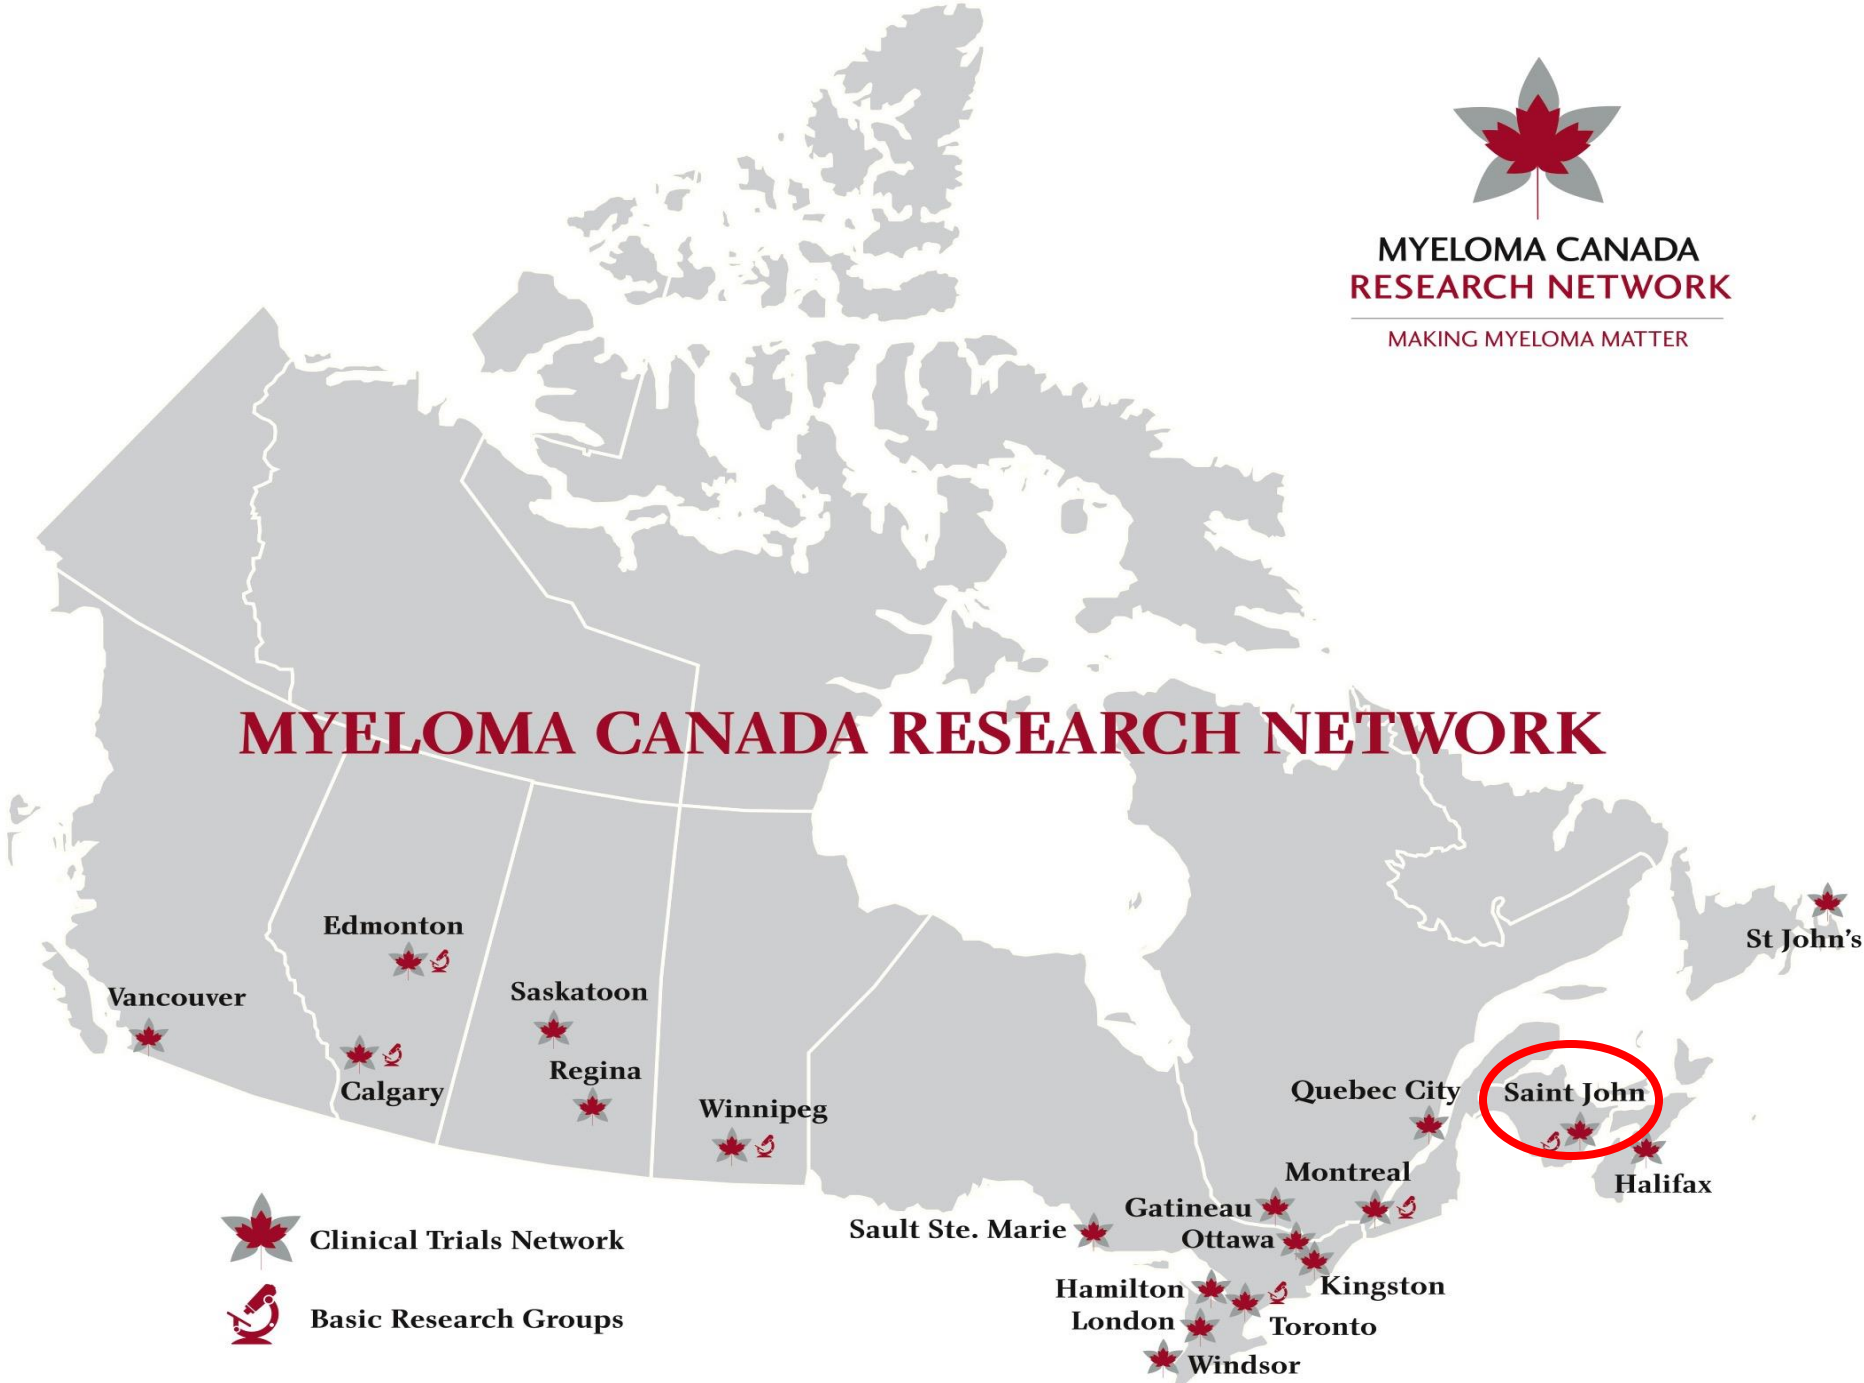 MYELOMA CANADA
RESEARCH NETWORK
MAKING MYELOMA MATTER
MYELOMA CANADA RESEARCH NETWORK
Edmonton
St John's
Vancouver
Saskatoon
Calgary
Regina
Winnipeg
Quebec City
Saint John
Montreal
Halifax
Gatineau
Sault Ste. Marie
Ottawa
Hamilton
Kingston
London
Toronto
Windsor
Clinical Trials Network
Basic Research Groups